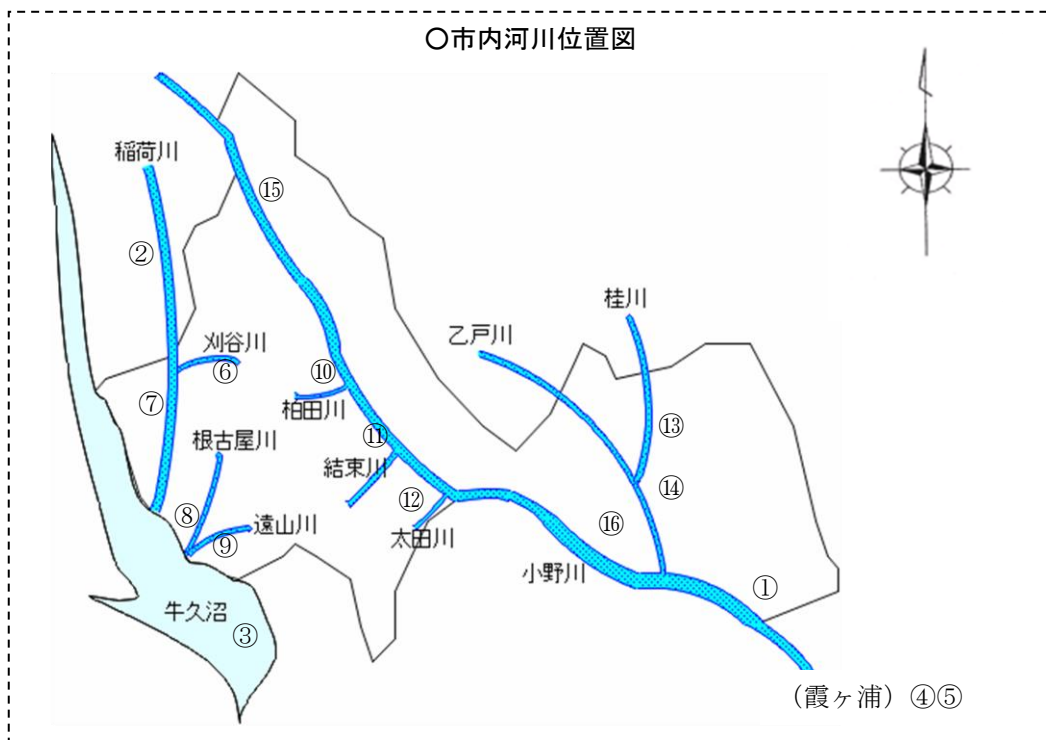 〇市内河川位置図
稲荷川
⑮
②
桂川
乙戸川
刈谷川
⑥
⑩
⑦
柏田川
⑬
⑪
根古屋川
結束川
⑭
⑫
⑧
遠山川
⑯
⑨
太田川
小野川
①
牛久沼
③
(霞ヶ浦) ④⑤